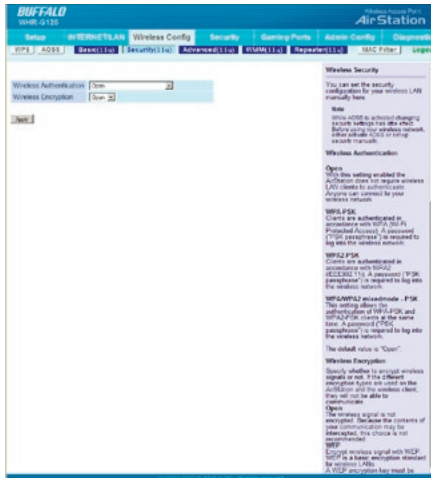 BUFFALO
WHR-G125
Wireless Access Point
AirStation
Setup
INTERNET/LAN
Wireless Config
Security
Gaming Ports
Admin Config
Diagnostic
WPS
AOSS
Basic(11g)
Security(11g)
Advanced(11g)
WMM(11g)
Repeater(11g)
MAC Filter
Logou
Wireless Authentication
Open
Wireless Encryption
Open
Apply
Wireless Security
You can set the security
configuration for your wireless LAN
manually here.
Note
While AOSS is activated changing
security settings has little effect.
Before using your wireless network,
either activate AOSS or set up
security manually.
Wireless Authentication
Open
With this setting enabled the
AirStation does not require wireless
LAN clients to authenticate.
Anyone can connect to your
wireless network.
WPA-PSK
Clients are authenticated in
accordance with WPA (Wi-Fi
Protected Access). A password
("PSK passphrase") is required to
log into the wireless network.
WPA2-PSK
Clients are authenticated in
accordance with WPA2
(IEEE802.11i). A password ("PSK
passphrase") is required to log into
the wireless network.
WPA/WPA2 mixedmode - PSK
This setting allows the
authentication of WPA-PSK and
WPA2-PSK clients at the same
time. A password ("PSK
passphrase") is required to log into
the wireless network.
The default value is "Open".
Wireless Encryption
Specify whether to encrypt wireless
signals or not. If the different
encryption types are used on the
AirStation and the wireless client,
they will not be able to
communicate.
Open
The wireless signal is not
encrypted. Because the contents of
your communication may be
intercepted, this choice is not
recommended.
WEP
Encrypt wireless signal with WEP.
WEP is a basic encryption standard
for wireless LANs.
A WEP encryption key must be